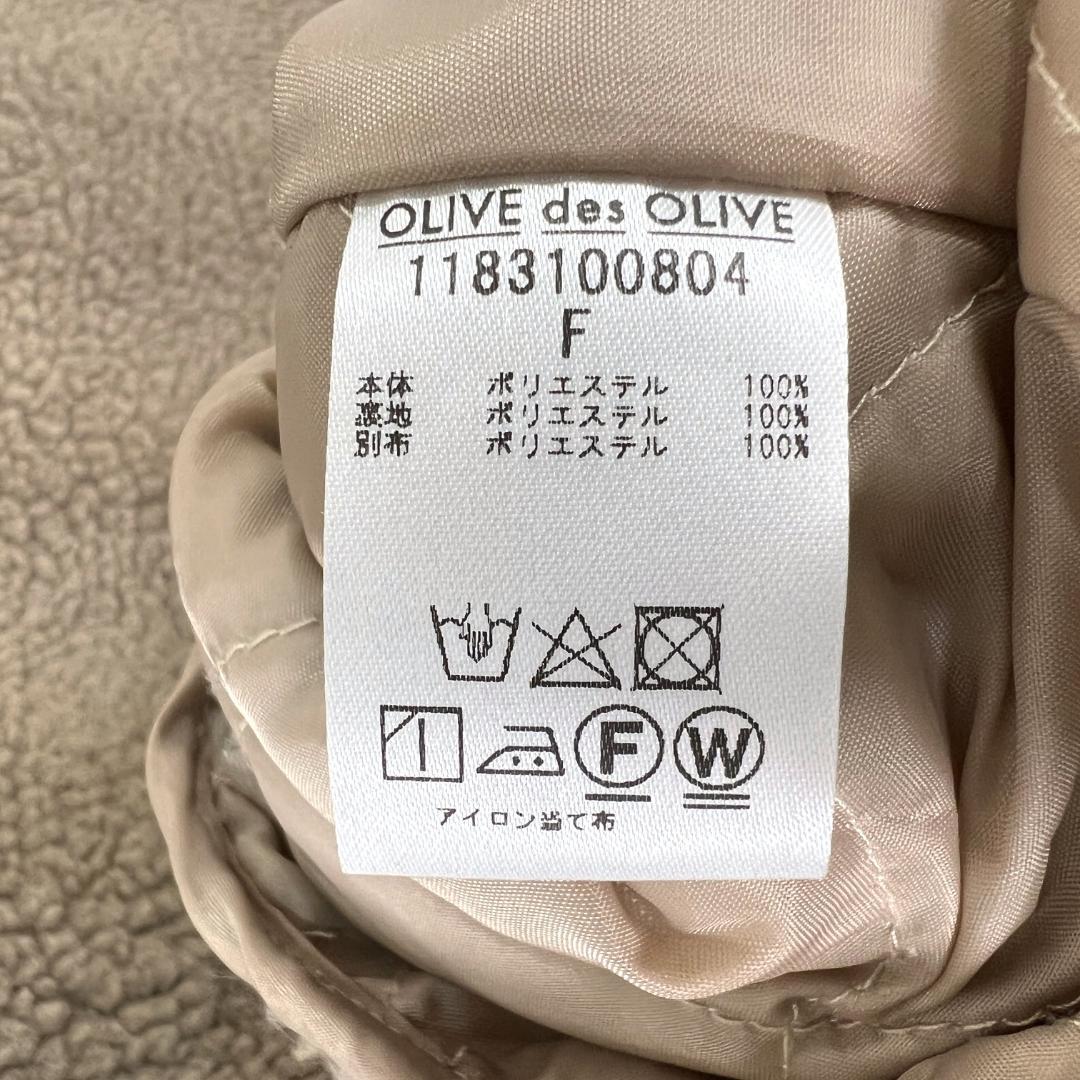 OLIVE des OLIVE
1183100804
F
本体 ポリエステル 100%
裏地 ポリエステル 100%
別布 ポリエステル 100%
F W
アイロン当て布